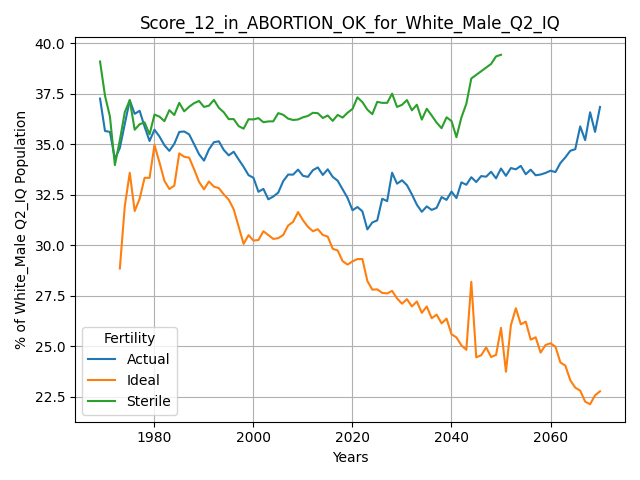 Score_12_in_ABORTION_OK_for_White_Male_Q2_IQ
% of White_Male Q2_IQ Population
40.0
37.5
35.0
32.5
30.0
27.5
25.0
22.5
Fertility
Actual
Ideal
Sterile
1980
2000
2020
2040
2060
Years